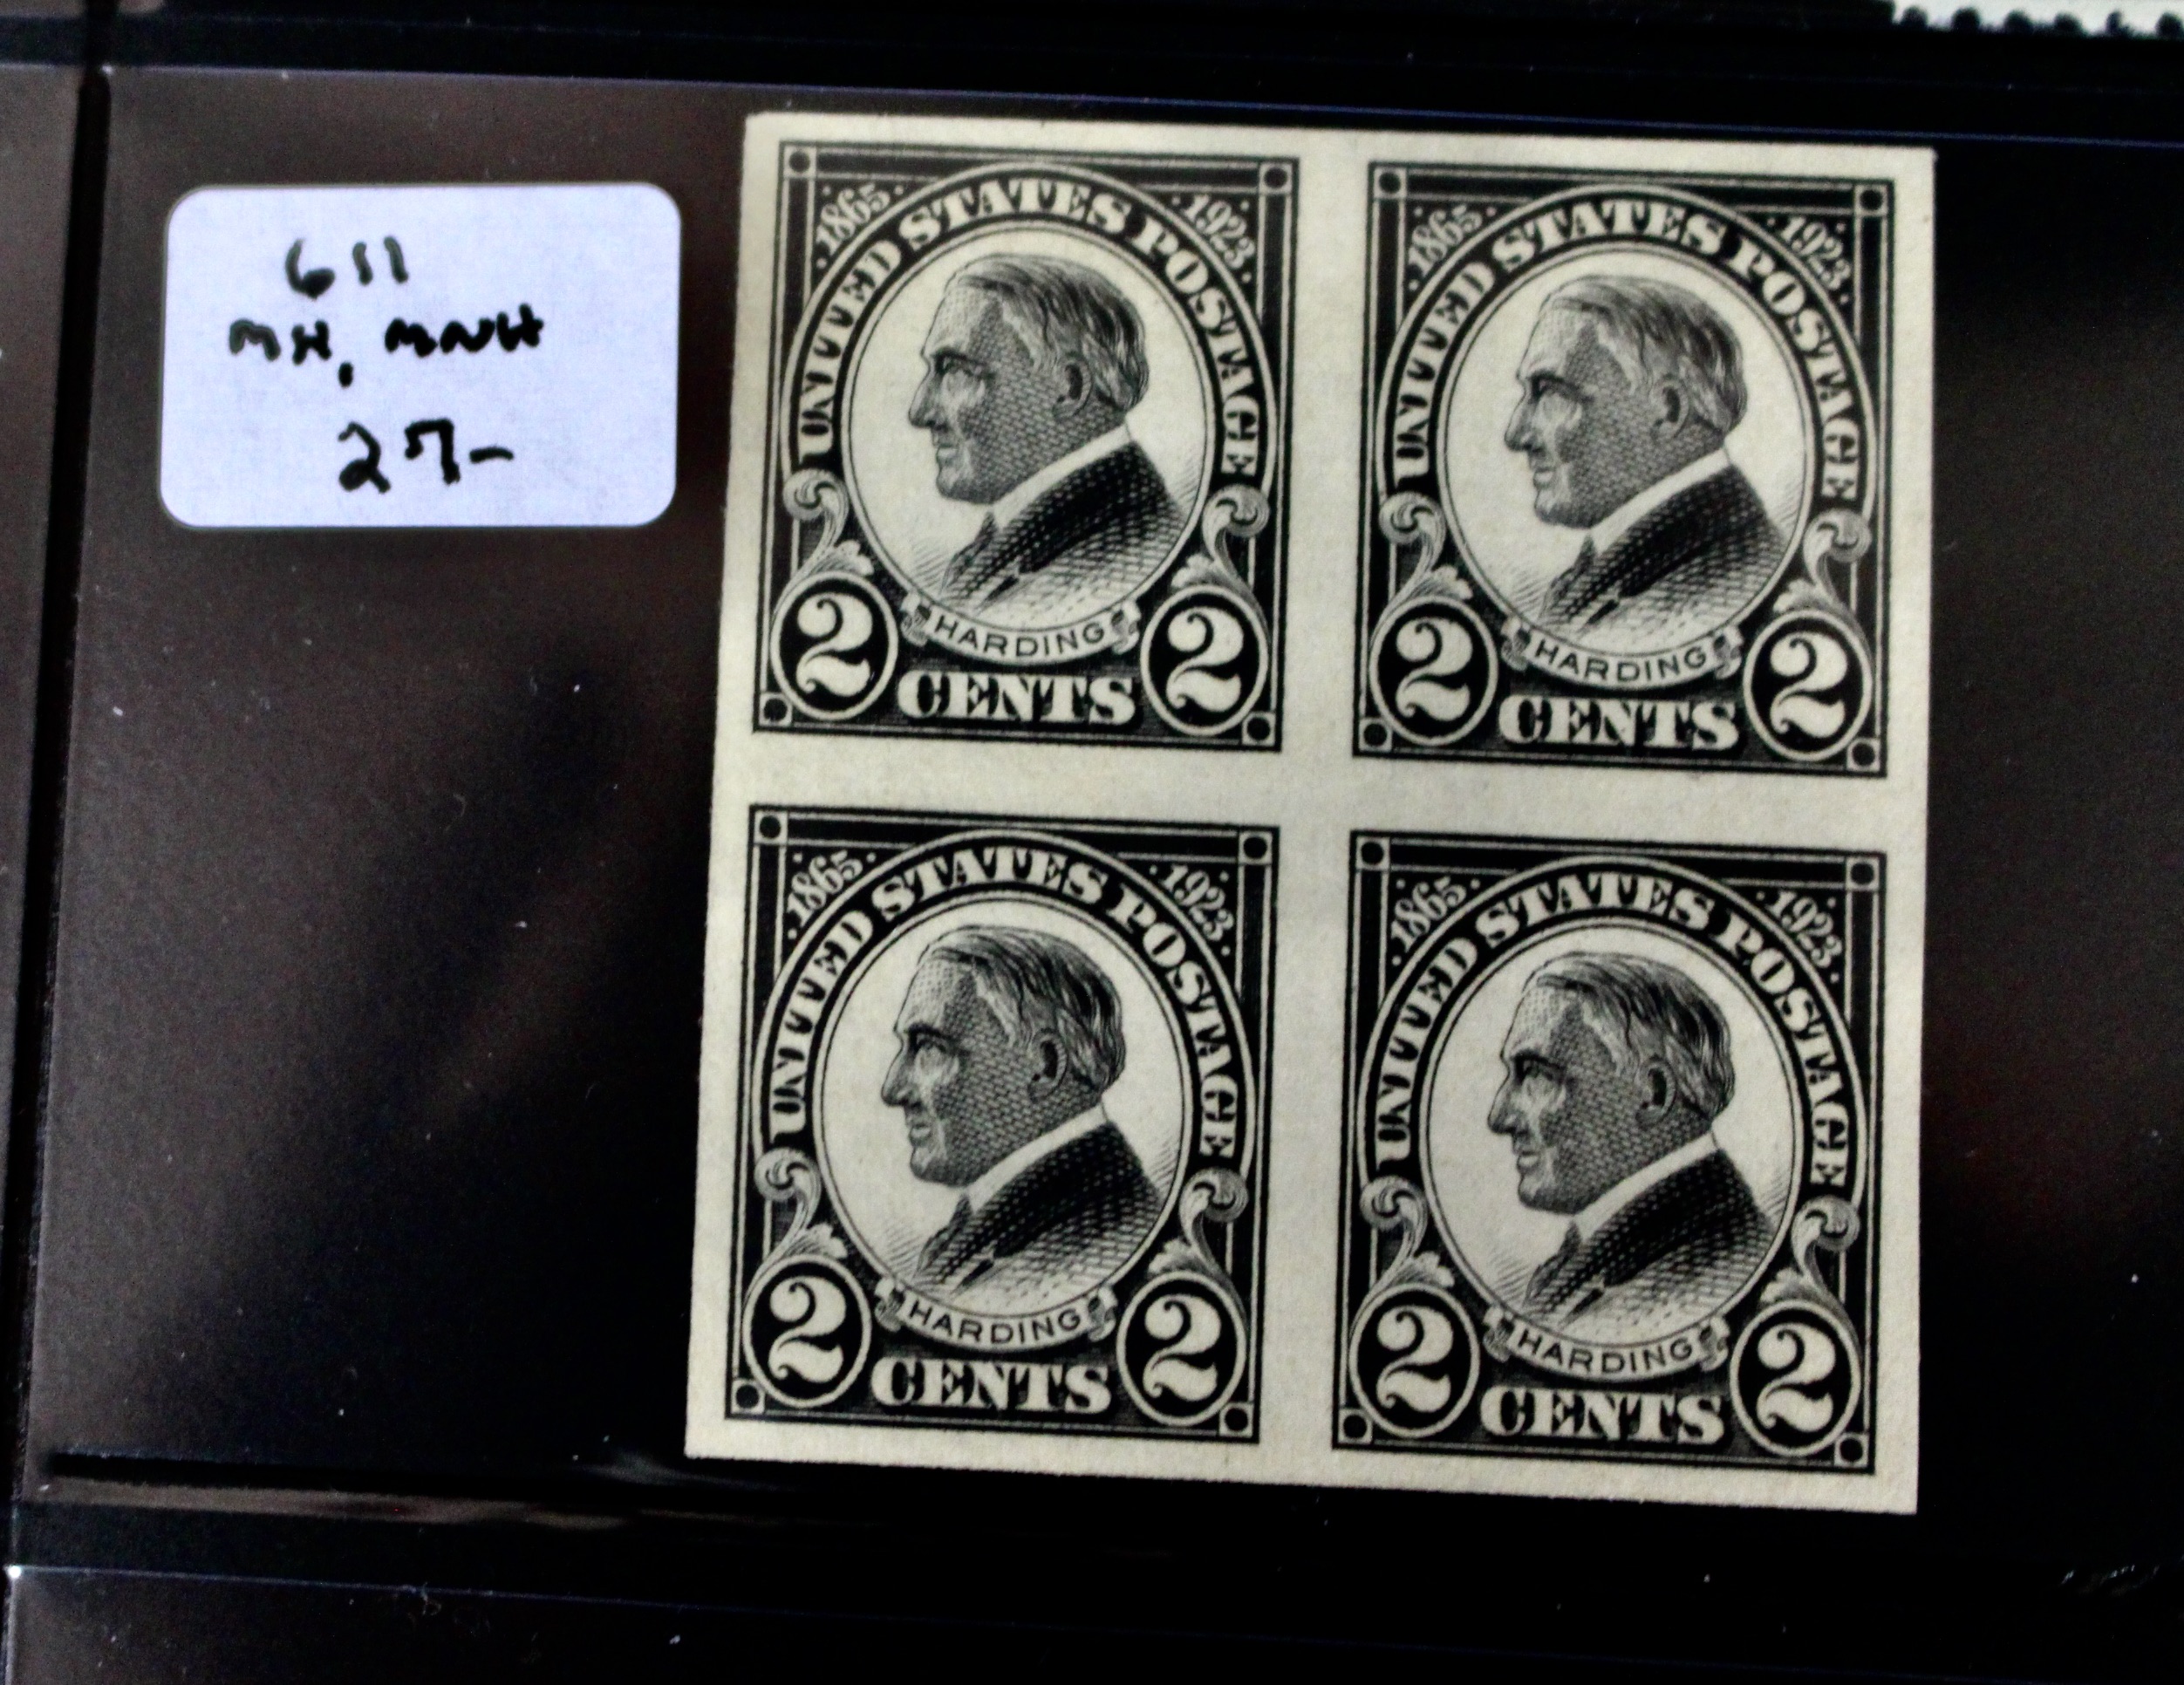 611
MH, MNH
27-
·1865· ·1923·
UNITED STATES POSTAGE
HARDING
2 CENTS 2
·1865· ·1923·
UNITED STATES POSTAGE
HARDING
2 CENTS 2
·1865· ·1923·
UNITED STATES POSTAGE
HARDING
2 CENTS 2
·1865· ·1923·
UNITED STATES POSTAGE
HARDING
2 CENTS 2